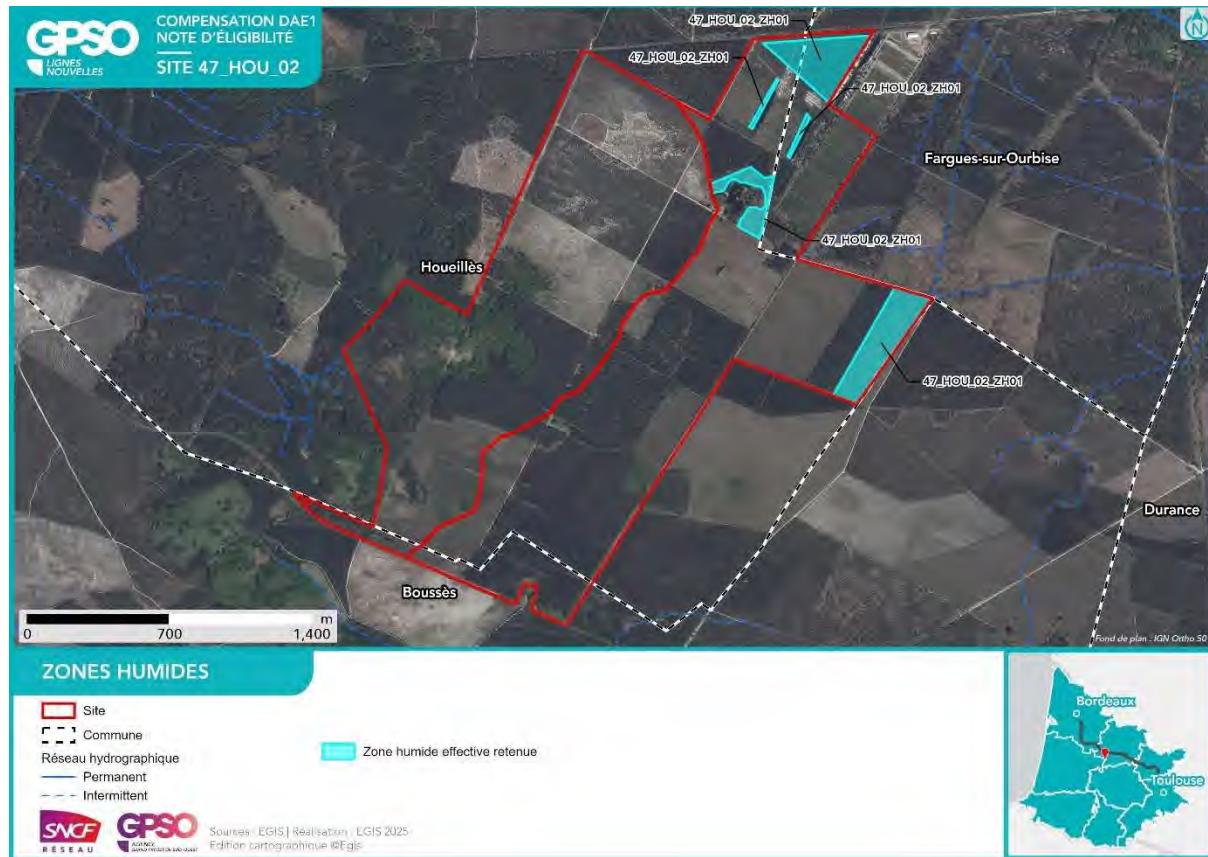 GPSO
LIGNES
NOUVELLES
COMPENSATION DAE1
NOTE D'ÉLIGIBILITÉ
SITE 47_HOU_02
47_HOU_02_ZH01
47_HOU_02_ZH01
47_HOU_02_ZH01
N
Fargues-sur-Ourbise
47_HOU_02_ZH01
Houeillès
47_HOU_02_ZH01
Durance
Boussès
m
0 700 1,400
Fond de plan : IGN Ortho 50
ZONES HUMIDES
Site
Commune
Réseau hydrographique
Permanent
Intermittent
Zone humide effective retenue
Bordeaux
Toulouse
SNCF
RÉSEAU
GPSO
Sources : EGIS | Réalisation : EGIS 2025
Edition cartographique ©Egis